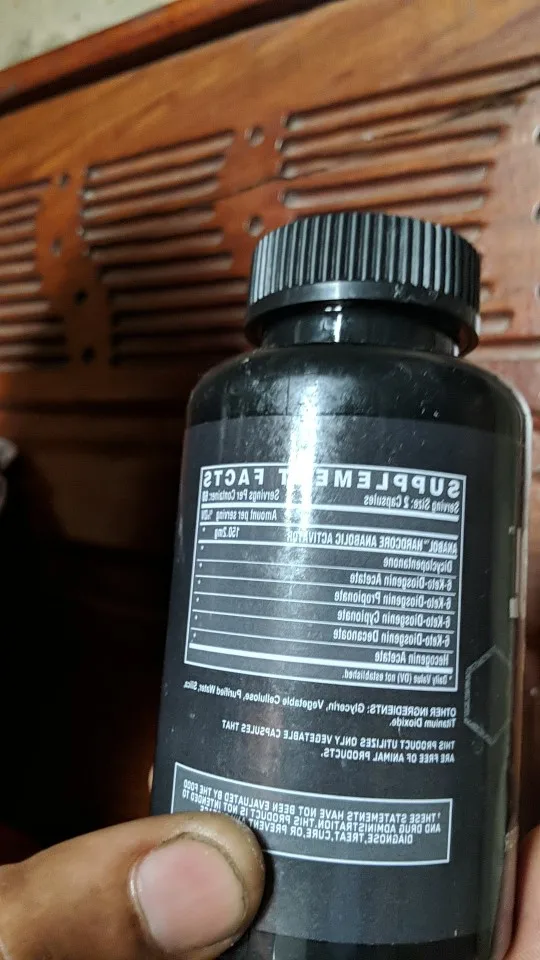 SUPPLEMENT FACTS
Serving Size: 2 Capsules Servings Per Container:
Amount per serving %DV
ANABOL™ HARDCORE ANABOLIC ACTIVATOR 150.2mg *
Dicyclopentanone *
6-Keto-Diosgenin Acetate *
6-Keto-Diosgenin Propionate *
6-Keto-Diosgenin Cypionate *
6-Keto-Diosgenin Decanoate *
Hecogenin Acetate *
* Daily Value (DV) not established.
OTHER INGREDIENTS: Glycerin, Vegetable Cellulose, Purified Water, Silica,
Titanium Dioxide.
THIS PRODUCT UTILIZES ONLY VEGETABLE CAPSULES THAT
ARE FREE OF ANIMAL PRODUCTS.
THESE STATEMENTS HAVE NOT BEEN EVALUATED BY THE FOOD
AND DRUG ADMINISTRATION. THIS PRODUCT IS NOT INTENDED TO
DIAGNOSE, TREAT, CURE, OR PREVENT